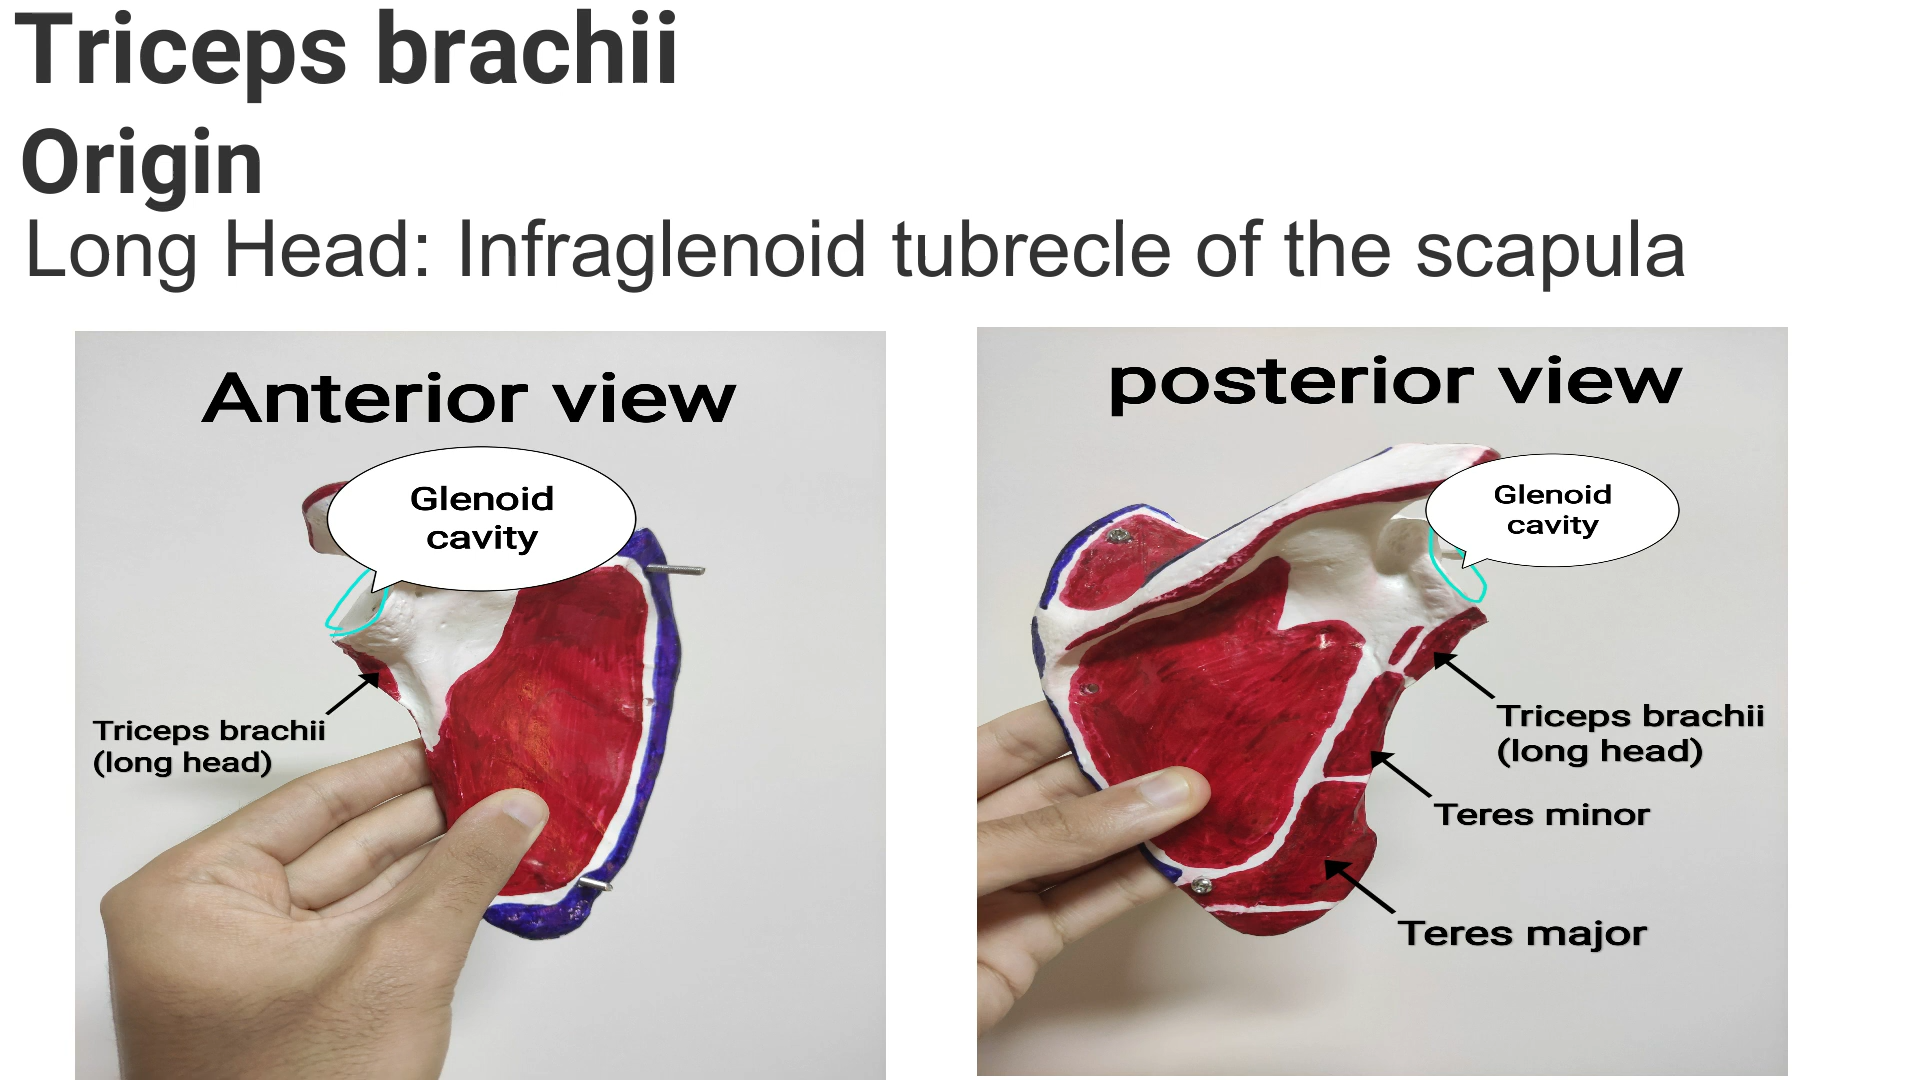 Triceps brachii
Origin
Long Head: Infraglenoid tubrecle of the scapula
Anterior view
Glenoid
cavity
Triceps brachii
(long head)
posterior view
Glenoid
cavity
Triceps brachii
(long head)
Teres minor
Teres major